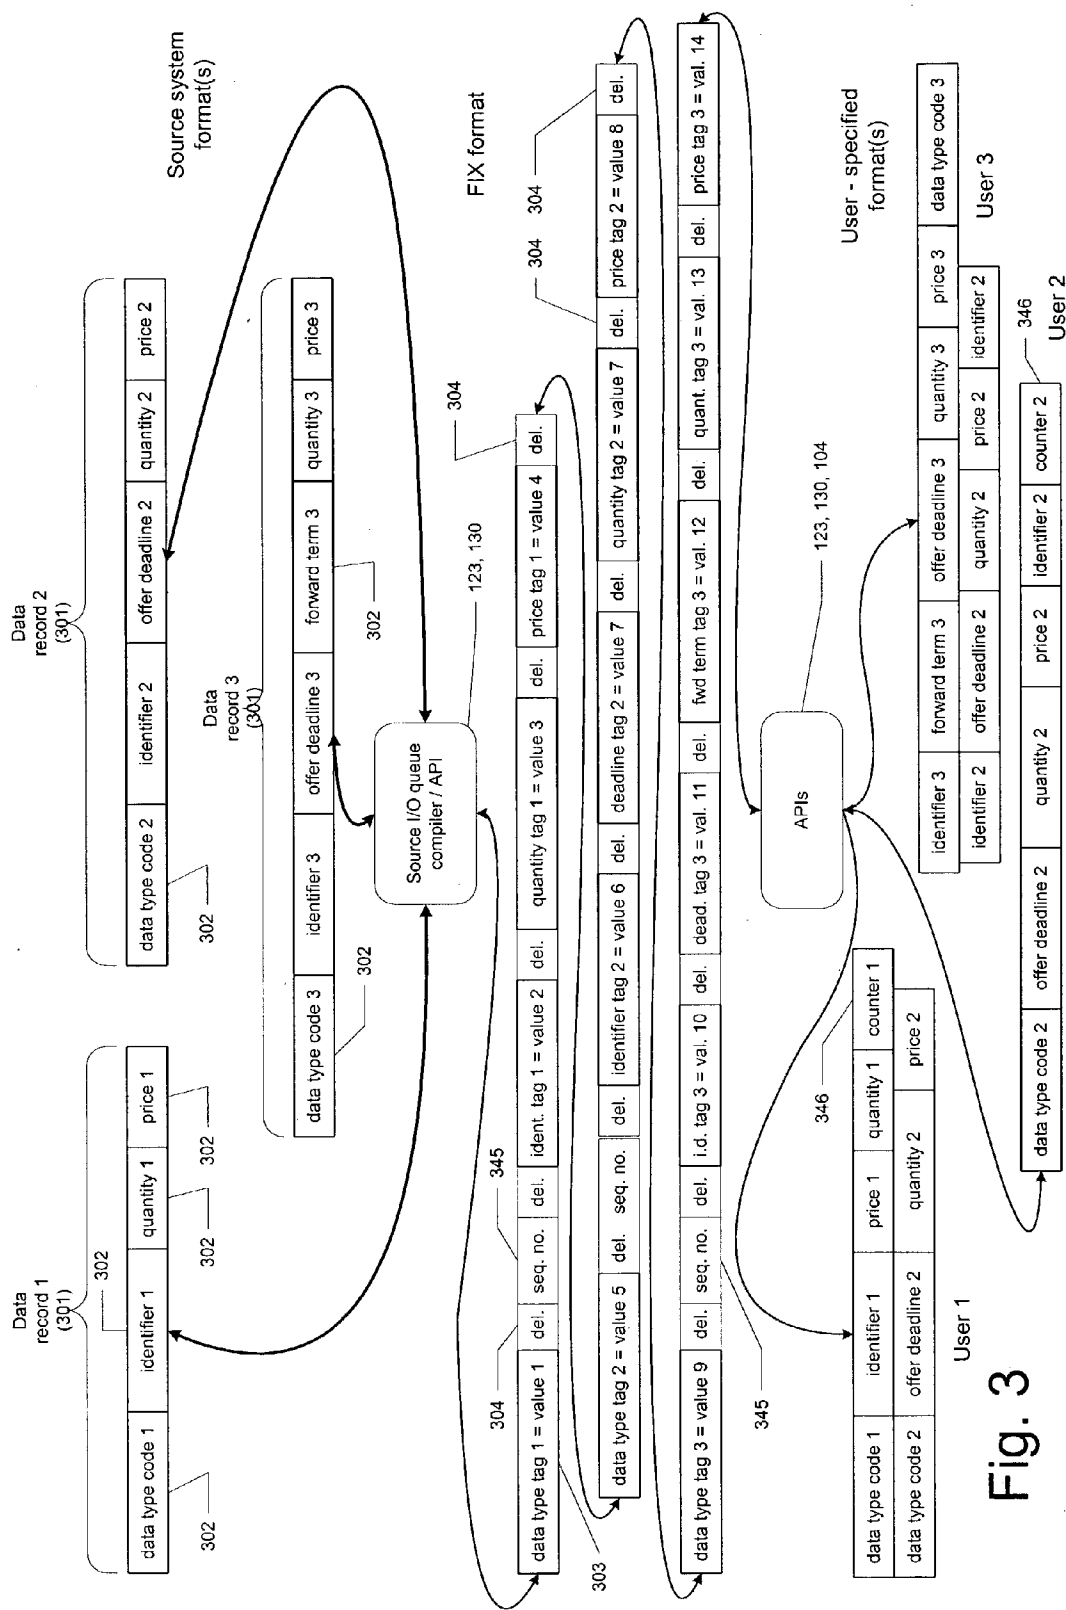 Data
record 1
(301)
302
data type code 1 identifier 1 quantity 1 price 1
302 302 302
Data
record 2
(301)
data type code 2 identifier 2 offer deadline 2 quantity 2 price 2
302
Source system
format(s)
Data
record 3
(301)
data type code 3 identifier 3 offer deadline 3 forward term 3 quantity 3 price 3
302 302
Source I/O queue
compiler / API
123, 130
FIX format
304 345 304
data type tag 1 = value 1 del. seq. no. del. ident. tag 1 = value 2 del. quantity tag 1 = value 3 del. price tag 1 = value 4 del.
303
304 304
data type tag 2 = value 5 del. seq. no. del. identifier tag 2 = value 6 del. deadline tag 2 = value 7 del. quantity tag 2 = value 7 del. price tag 2 = value 8 del.
data type tag 3 = value 9 del. seq. no. del. i.d. tag 3 = val. 10 del. dead. tag 3 = val. 11 del. fwd term tag 3 = val. 12 del. quant. tag 3 = val. 13 del. price tag 3 = val. 14
345
APIs
123, 130, 104
User - specified
format(s)
346
data type code 1 identifier 1 price 1 quantity 1 counter 1
data type code 2 offer deadline 2 quantity 2 price 2
User 1
identifier 3 forward term 3 offer deadline 3 quantity 3 price 3 data type code 3
identifier 2 offer deadline 2 quantity 2 price 2 identifier 2
User 3
346
data type code 2 offer deadline 2 quantity 2 price 2 identifier 2 counter 2
User 2
Fig. 3